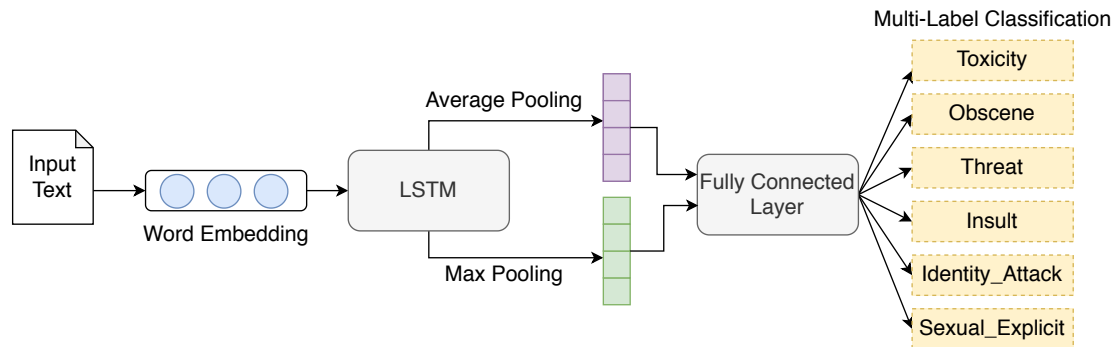 Multi-Label Classification
Input
Text
Word Embedding
LSTM
Average Pooling
Max Pooling
Fully Connected
Layer
Toxicity
Obscene
Threat
Insult
Identity_Attack
Sexual_Explicit